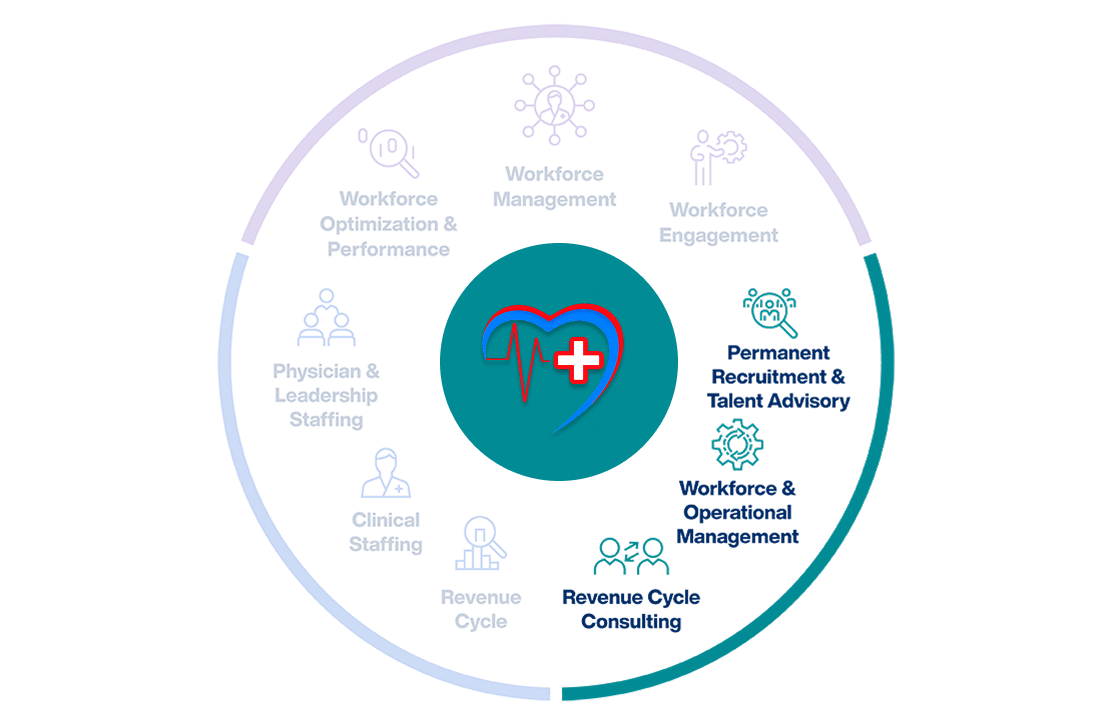 Workforce
Management
Workforce
Optimization &
Performance
Workforce
Engagement
Permanent
Recruitment &
Talent Advisory
Physician &
Leadership
Staffing
Workforce &
Operational
Management
Clinical
Staffing
Revenue
Cycle
Revenue Cycle
Consulting